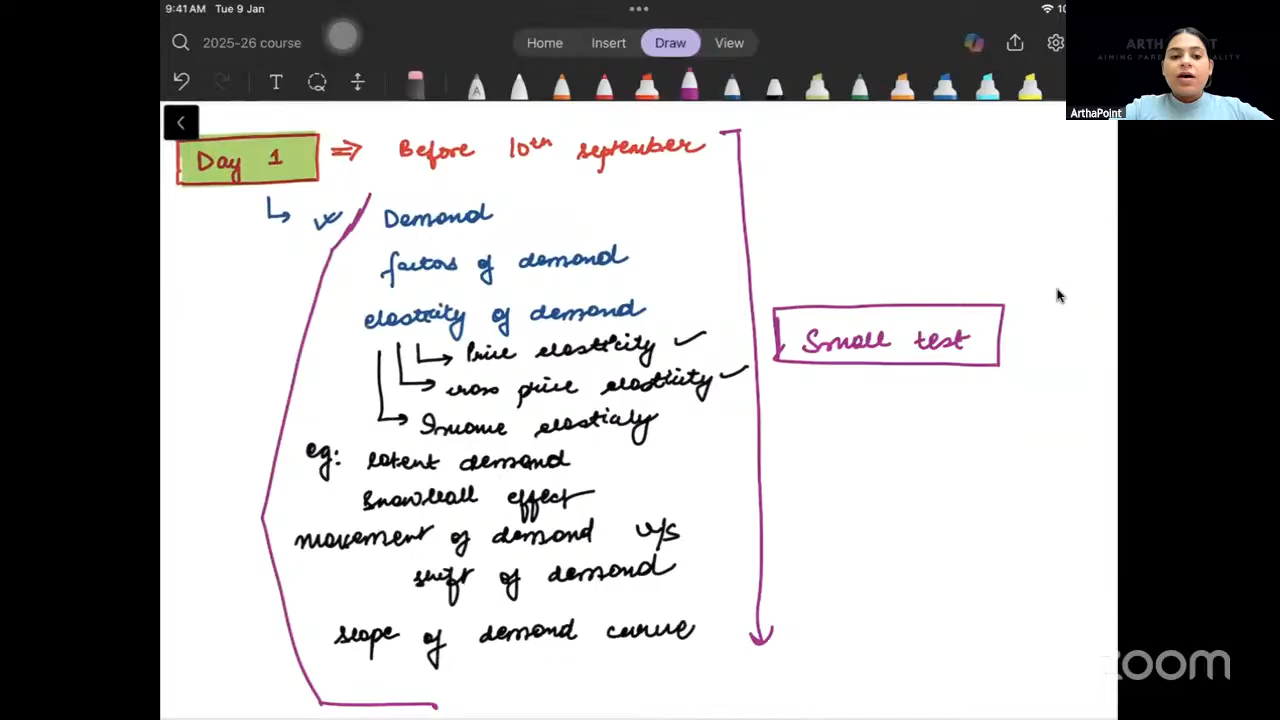 9:41 AM Tue 9 Jan
2025-26 course
Home Insert Draw View
ARTHAPOINT
ArthaPoint
Day 1 ⇒ Before 10th september
Demand
factors of demand
elasticity of demand
Price elasticity ✓
cross price elasticity ✓
Income elasticity
eg: latent demand
Snowball effect
movement of demand v/s
shift of demand
slope of demand curve
Small test
zoom